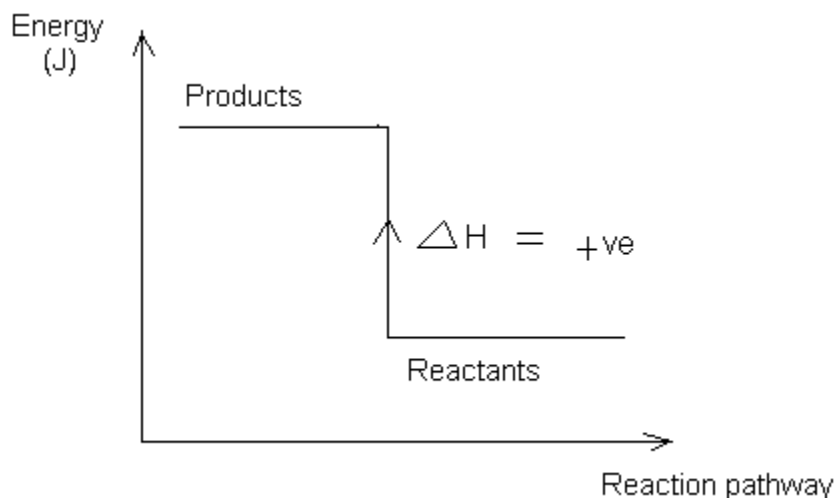 Energy
(J)
Products
△H = +ve
Reactants
Reaction pathway